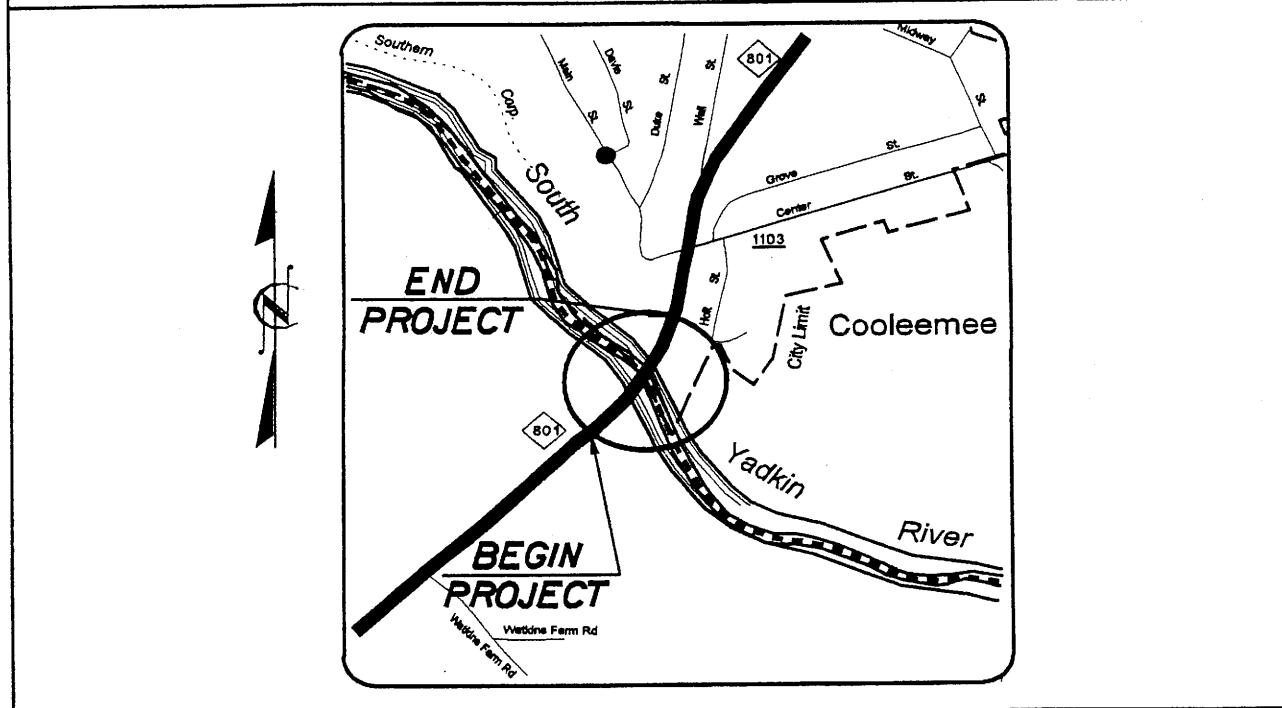 Southern
Corp.
Main
St.
Davie
St.
Duke
St.
Wall
St.
801
Midway
St.
South
Grove
St.
Center
St.
1103
Holt
St.
City Limit
Cooleemee
END
PROJECT
N
801
Yadkin
River
BEGIN
PROJECT
Watkins Farm Rd
Watkins Farm Rd